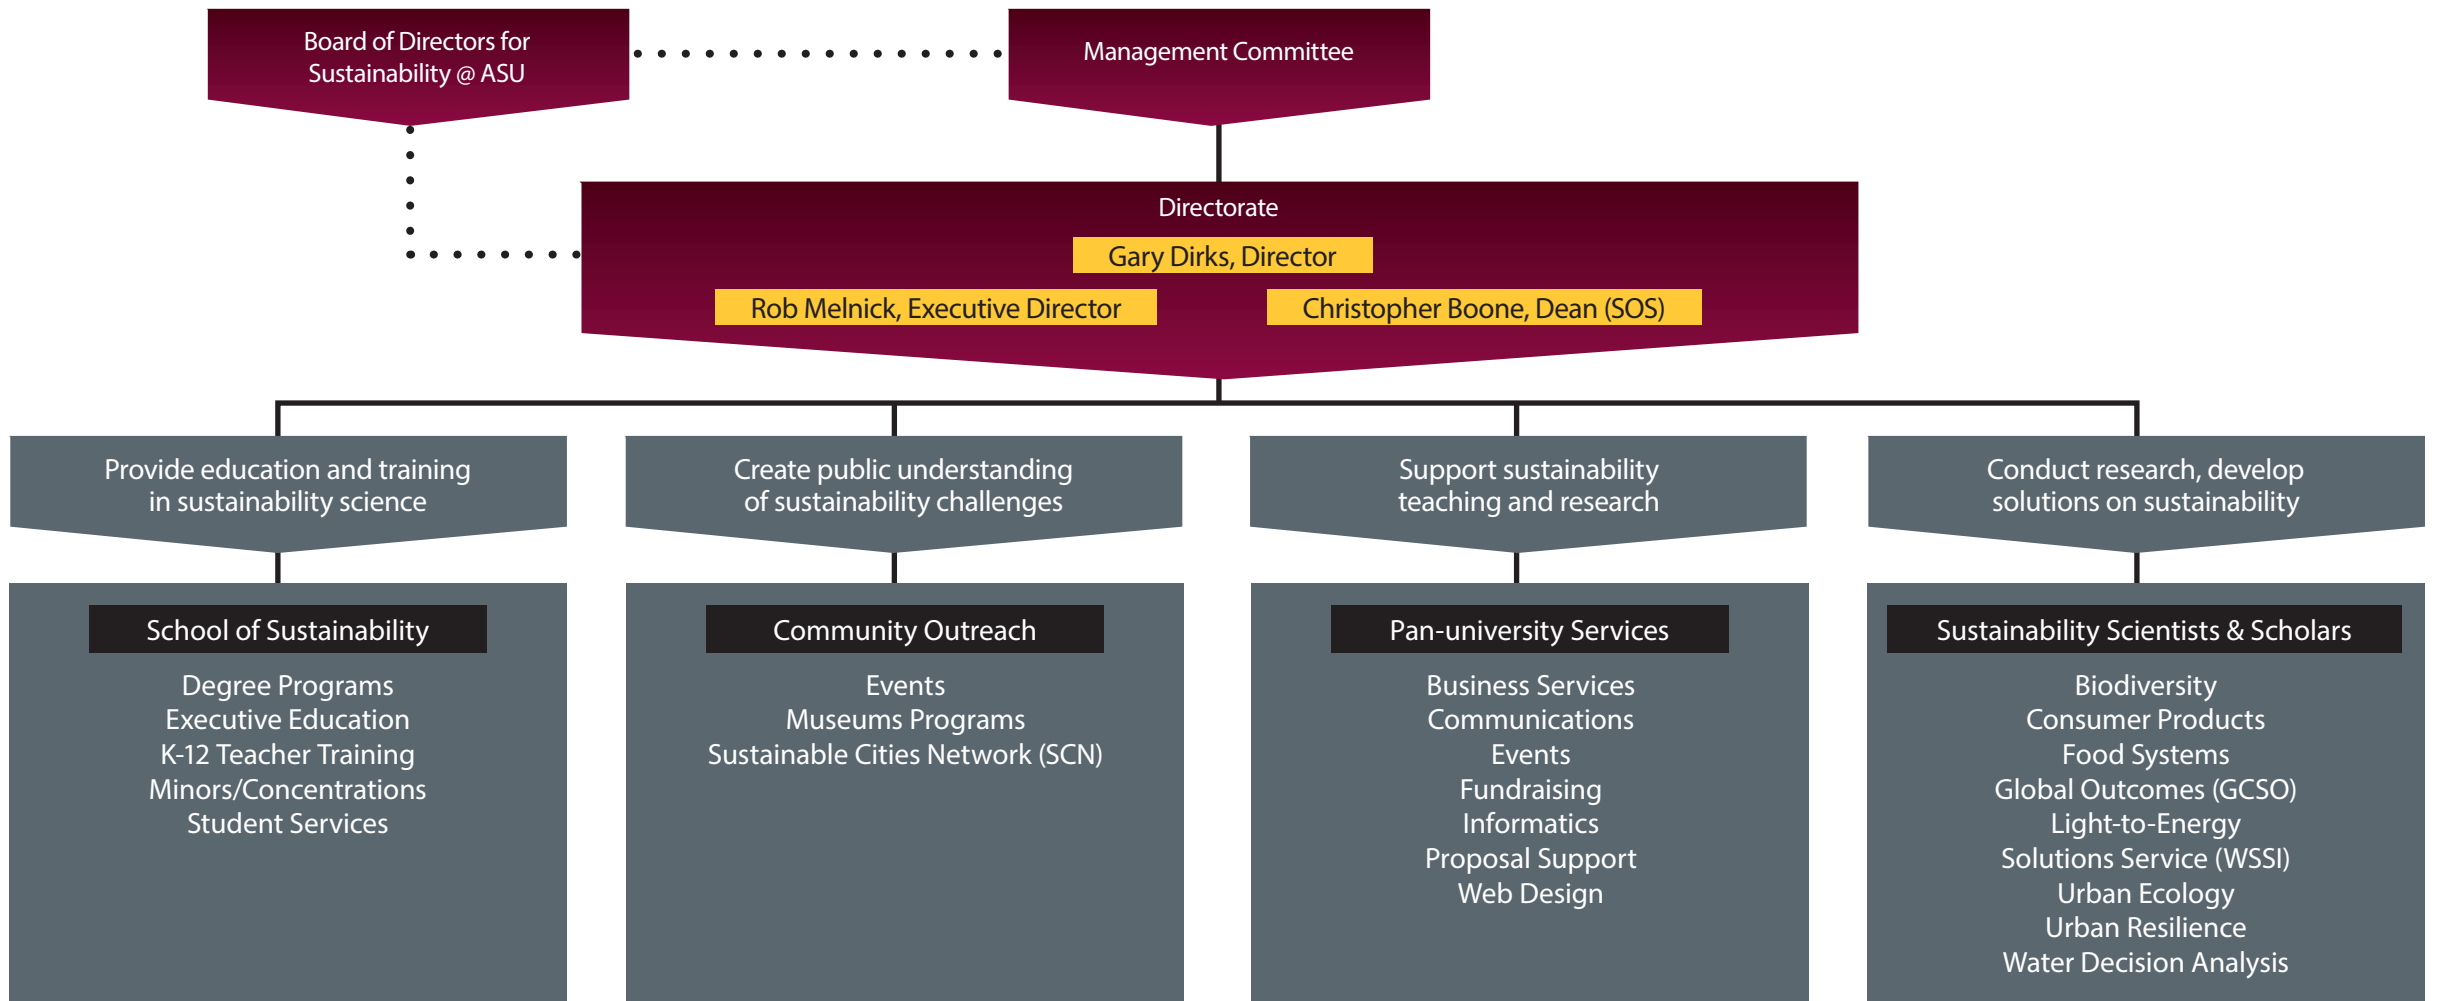 Board of Directors for
Sustainability @ ASU
Management Committee
Directorate
Gary Dirks, Director
Rob Melnick, Executive Director
Christopher Boone, Dean (SOS)
Provide education and training
in sustainability science
Create public understanding
of sustainability challenges
Support sustainability
teaching and research
Conduct research, develop
solutions on sustainability
School of Sustainability
Degree Programs
Executive Education
K-12 Teacher Training
Minors/Concentrations
Student Services
Community Outreach
Events
Museums Programs
Sustainable Cities Network (SCN)
Pan-university Services
Business Services
Communications
Events
Fundraising
Informatics
Proposal Support
Web Design
Sustainability Scientists & Scholars
Biodiversity
Consumer Products
Food Systems
Global Outcomes (GCSO)
Light-to-Energy
Solutions Service (WSSI)
Urban Ecology
Urban Resilience
Water Decision Analysis